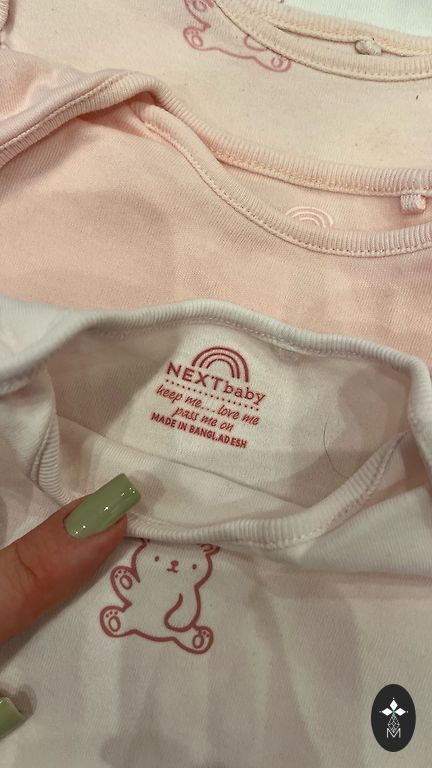 NEXTbaby
keep me....love me
pass me on
MADE IN BANGLADESH